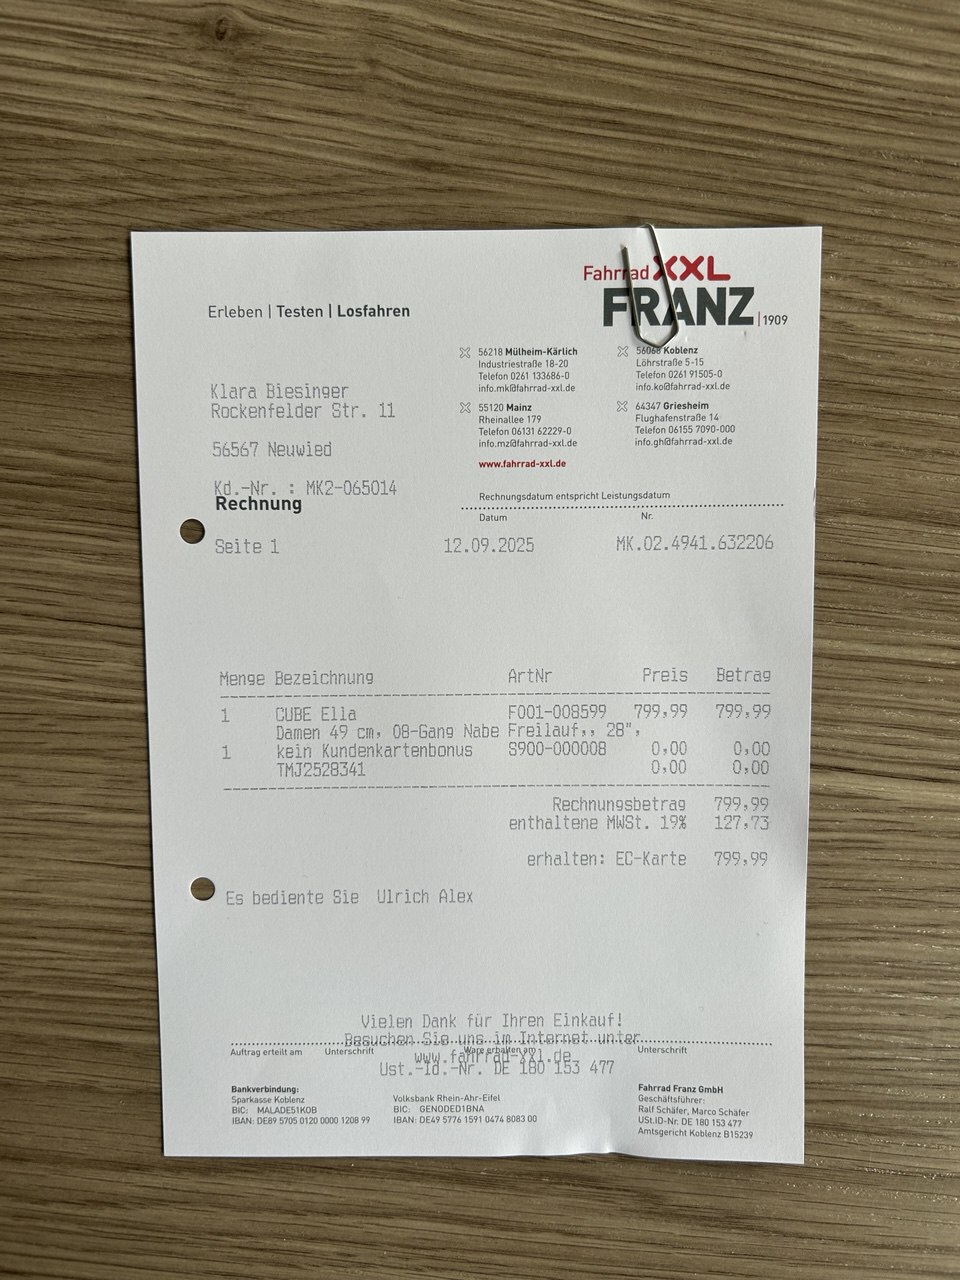 Fahrrad XXL
FRANZ | 1909
Erleben | Testen | Losfahren
56218 Mülheim-Kärlich
Industriestraße 18-20
Telefon 0261 133686-0
info.mk@fahrrad-xxl.de
56068 Koblenz
Löhrstraße 5-15
Telefon 0261 91505-0
info.ko@fahrrad-xxl.de
55120 Mainz
Rheinallee 179
Telefon 06131 62229-0
info.mz@fahrrad-xxl.de
64347 Griesheim
Flughafenstraße 14
Telefon 06155 7090-000
info.gh@fahrrad-xxl.de
www.fahrrad-xxl.de
Klara Biesinger
Rockenfelder Str. 11
56567 Neuwied
Kd.-Nr. : MK2-065014
Rechnung
Rechnungsdatum entspricht Leistungsdatum
Datum Nr.
Seite 1 12.09.2025 MK.02.4941.632206
Menge Bezeichnung ArtNr Preis Betrag
1 CUBE Ella F001-008599 799,99 799,99
Damen 49 cm, 08-Gang Nabe Freilauf,, 28",
1 kein Kundenkartenbonus S900-000008 0,00 0,00
TMJ2528341 0,00 0,00
Rechnungsbetrag 799,99
enthaltene MWSt. 19% 127,73
erhalten: EC-Karte 799,99
Es bediente Sie Ulrich Alex
Vielen Dank für Ihren Einkauf!
Besuchen Sie uns im Internet unter
Auftrag erteilt am Unterschrift Ware erhalten am Unterschrift
www.fahrrad-xxl.de
Ust.-Id.-Nr. DE 180 153 477
Bankverbindung:
Sparkasse Koblenz
BIC: MALADE51KOB
IBAN: DE89 5705 0120 0000 1208 99
Volksbank Rhein-Ahr-Eifel
BIC: GENODED1BNA
IBAN: DE49 5776 1591 0474 8083 00
Fahrrad Franz GmbH
Geschäftsführer:
Ralf Schäfer, Marco Schäfer
USt.ID-Nr. DE 180 153 477
Amtsgericht Koblenz B15239